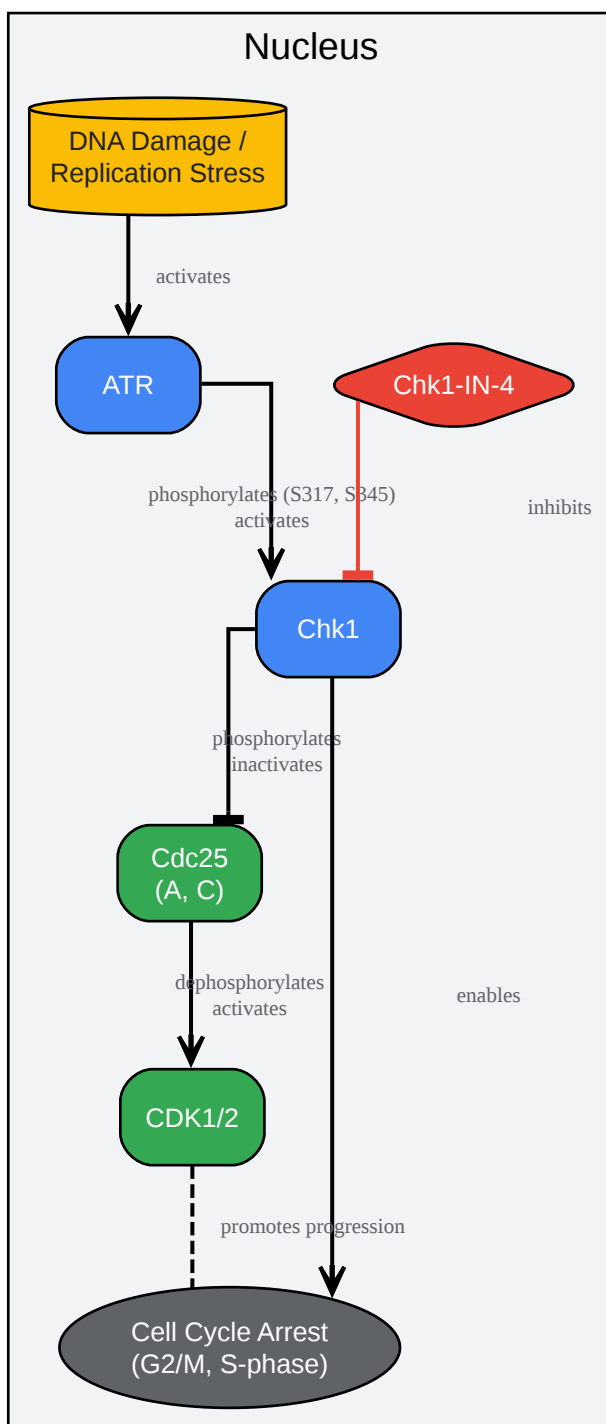 Nucleus
DNA Damage /
Replication Stress
activates
ATR
Chk1-IN-4
phosphorylates (S317, S345)
activates
inhibits
Chk1
phosphorylates
inactivates
Cdc25
(A, C)
dephosphorylates
activates
enables
CDK1/2
promotes progression
Cell Cycle Arrest
(G2/M, S-phase)